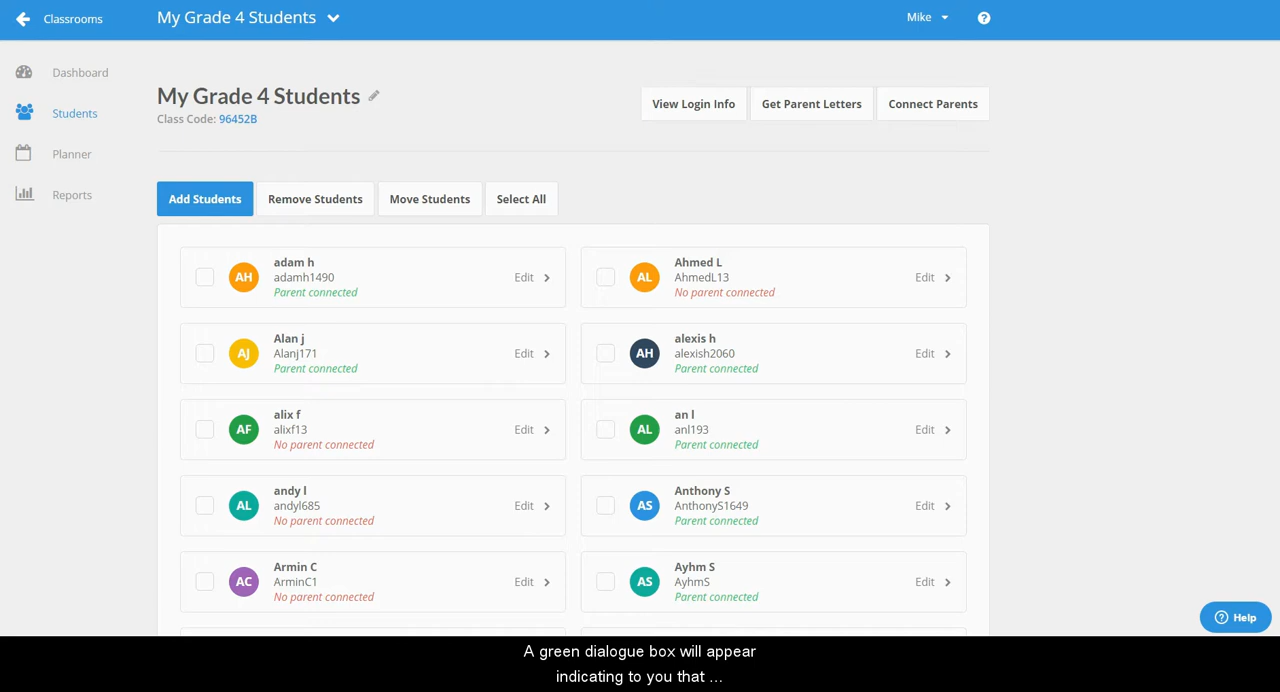 Classrooms
My Grade 4 Students
Mike
Dashboard
Students
Planner
Reports
My Grade 4 Students
Class Code: 96452B
View Login Info
Get Parent Letters
Connect Parents
Add Students
Remove Students
Move Students
Select All
AH
adam h
adamh1490
Parent connected
Edit
AL
Ahmed L
AhmedL13
No parent connected
Edit
AJ
Alan j
Alanj171
Parent connected
Edit
AH
alexis h
alexish2060
Parent connected
Edit
AF
alix f
alixf13
No parent connected
Edit
AL
an l
anl193
Parent connected
Edit
AL
andy l
andyl685
No parent connected
Edit
AS
Anthony S
AnthonyS1649
Parent connected
Edit
AC
Armin C
ArminC1
No parent connected
Edit
AS
Ayhm S
AyhmS
Parent connected
Edit
Help
A green dialogue box will appear
indicating to you that ...